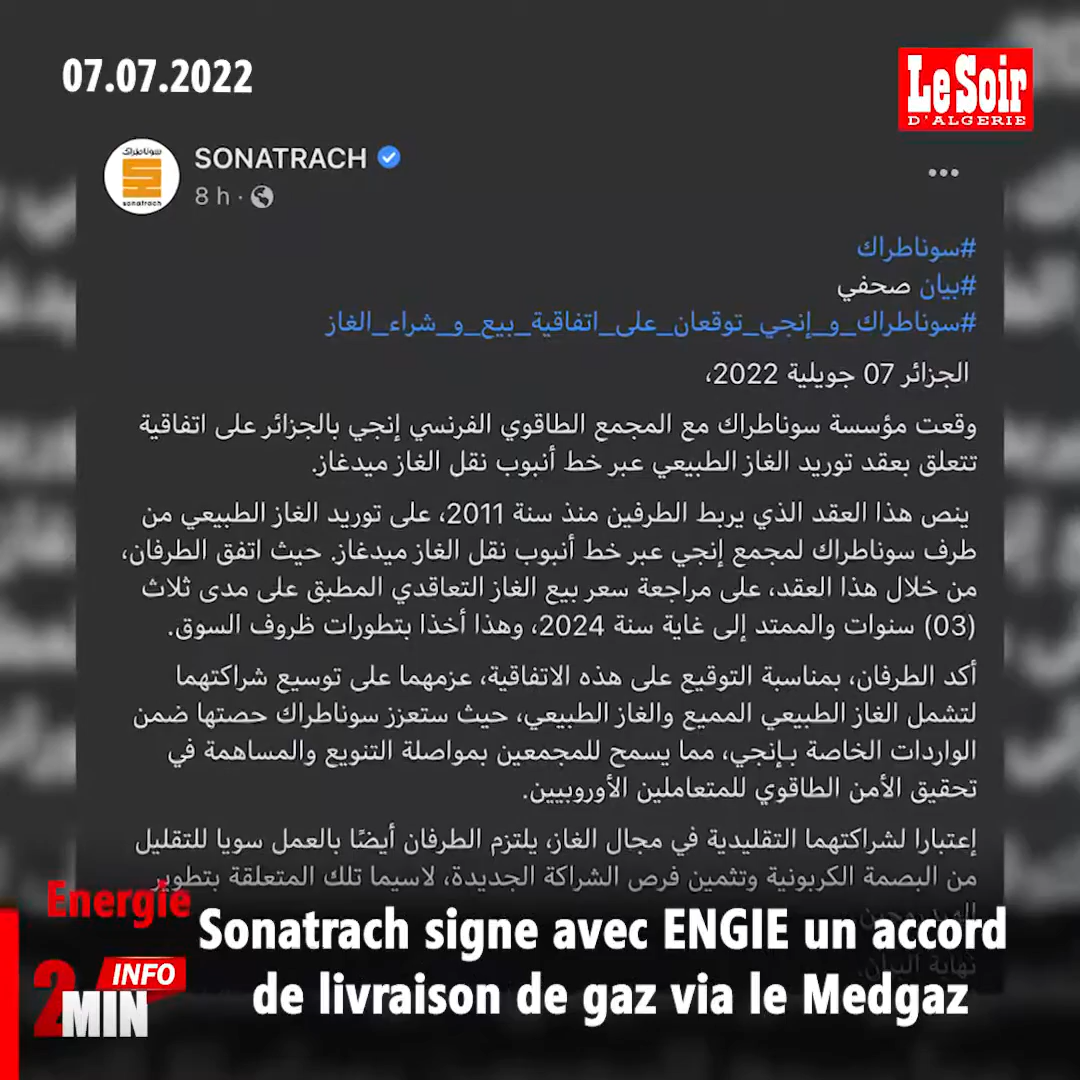 07.07.2022
Le Soir
D'ALGERIE
سوناطراك
sonatrach
SONATRACH
8 h
#سوناطراك
#بيان صحفي
#سوناطراك_و_إنجي_توقعان_على_اتفاقية_بيع_و_شراء_الغاز
الجزائر 07 جويلية 2022،
وقعت مؤسسة سوناطراك مع المجمع الطاقوي الفرنسي إنجي بالجزائر على اتفاقية
تتعلق بعقد توريد الغاز الطبيعي عبر خط أنبوب نقل الغاز ميدغاز.
ينص هذا العقد الذي يربط الطرفين منذ سنة 2011، على توريد الغاز الطبيعي من
طرف سوناطراك لمجمع إنجي عبر خط أنبوب نقل الغاز ميدغاز. حيث اتفق الطرفان،
من خلال هذا العقد، على مراجعة سعر بيع الغاز التعاقدي المطبق على مدى ثلاث
(03) سنوات والممتد إلى غاية سنة 2024، وهذا أخذا بتطورات ظروف السوق.
أكد الطرفان، بمناسبة التوقيع على هذه الاتفاقية، عزمهما على توسيع شراكتهما
لتشمل الغاز الطبيعي المميع والغاز الطبيعي، حيث ستعزز سوناطراك حصتها ضمن
الواردات الخاصة بـإنجي، مما يسمح للمجمعين بمواصلة التنويع والمساهمة في
تحقيق الأمن الطاقوي للمتعاملين الأوروبيين.
إعتبارا لشراكتهما التقليدية في مجال الغاز، يلتزم الطرفان أيضًا بالعمل سويا للتقليل
من البصمة الكربونية وتثمين فرص الشراكة الجديدة، لاسيما تلك المتعلقة بتطوير
نهاية البيان.
Energie
Sonatrach signe avec ENGIE un accord
de livraison de gaz via le Medgaz
2 MIN INFO